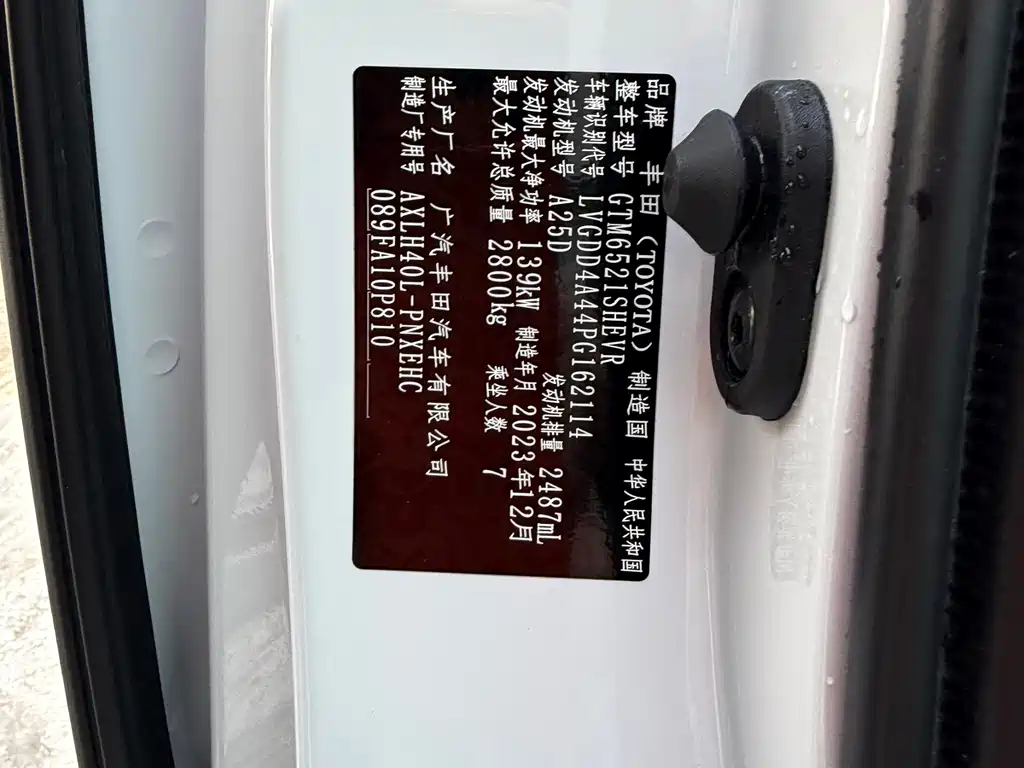 品牌 丰田 (TOYOTA) 制造国 中华人民共和国
整车型号 GTM6521SHEVR
车辆识别代号 LVGDD4A44PG162114
发动机型号 A25D 发动机排量 2487mL
发动机最大净功率 139kW 制造年月 2023年12月
最大允许总质量 2800kg 乘坐人数 7
生产厂名 广汽丰田汽车有限公司
制造厂专用号 AXLH40L-PNXEHC
089FA10P810